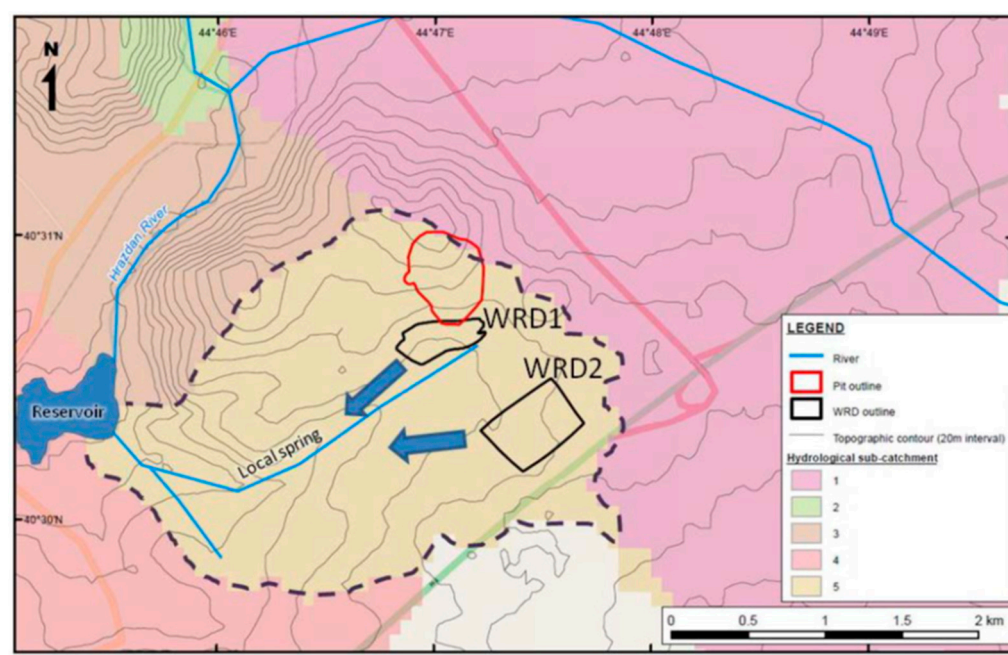 44°46'E 44°47'E 44°48'E 44°49'E
N
40°31'N
Hrazdan River
WRD1
WRD2
Reservoir
Local spring
40°30'N
LEGEND
River
Pit outline
WRD outline
Topographic contour (20m interval)
Hydrological sub-catchment
1
2
3
4
5
0 0.5 1 1.5 2 km